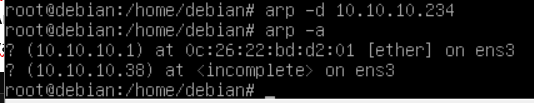 root@debian:/home/debian# arp -d 10.10.10.234
root@debian:/home/debian# arp -a
? (10.10.10.1) at 0c:26:22:bd:d2:01 [ether] on ens3
? (10.10.10.38) at <incomplete> on ens3
root@debian:/home/debian#